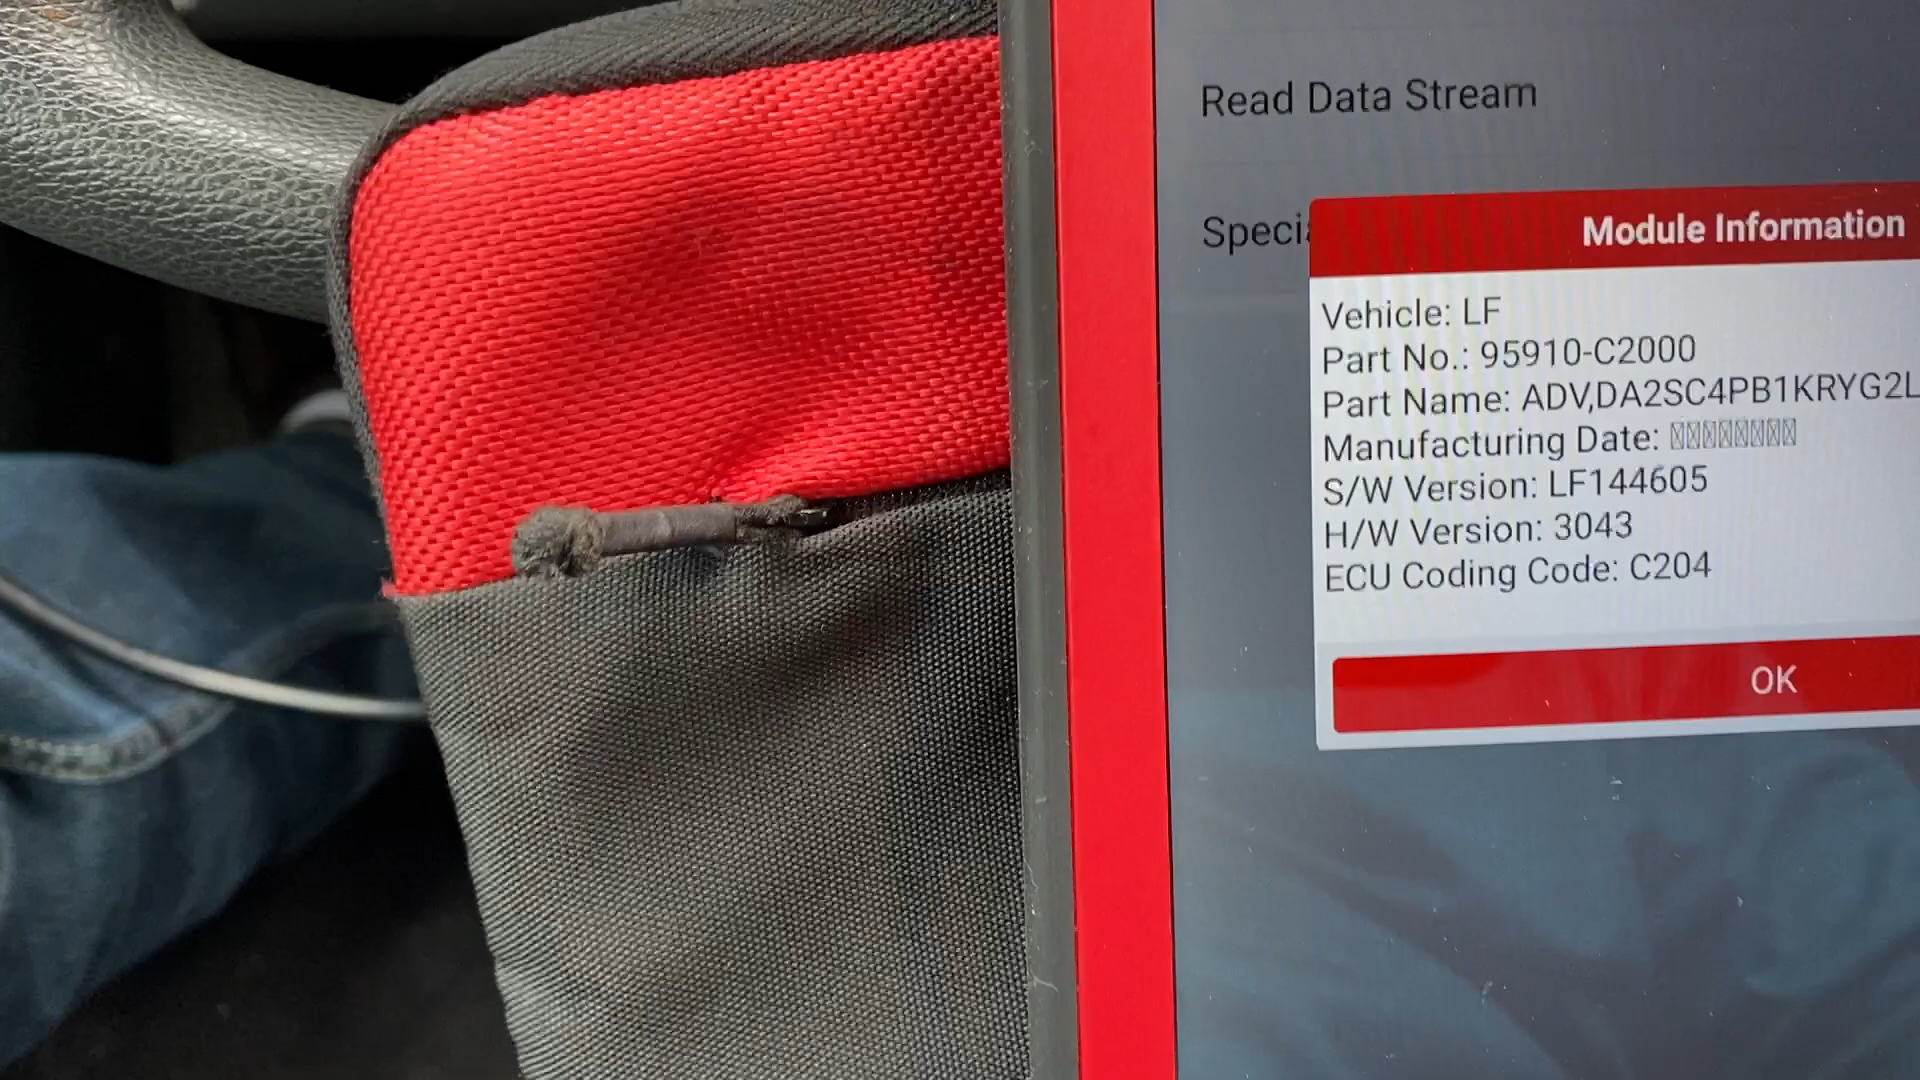 Read Data Stream
Module Information
Vehicle: LF
Part No.: 95910-C2000
Part Name: ADV,DA2SC4PB1KRYG2L
Manufacturing Date:
S/W Version: LF144605
H/W Version: 3043
ECU Coding Code: C204
OK